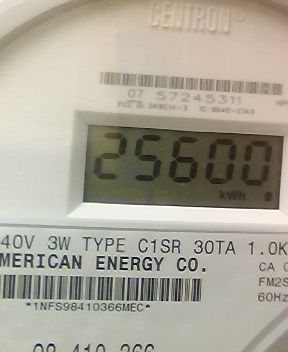 CENTRON®
07 57245311
25600
kWh
40V 3W TYPE C1SR 30TA 1.0K
MERICAN ENERGY CO.
CA
FM2S
60Hz
*1NFS98410366MEC*